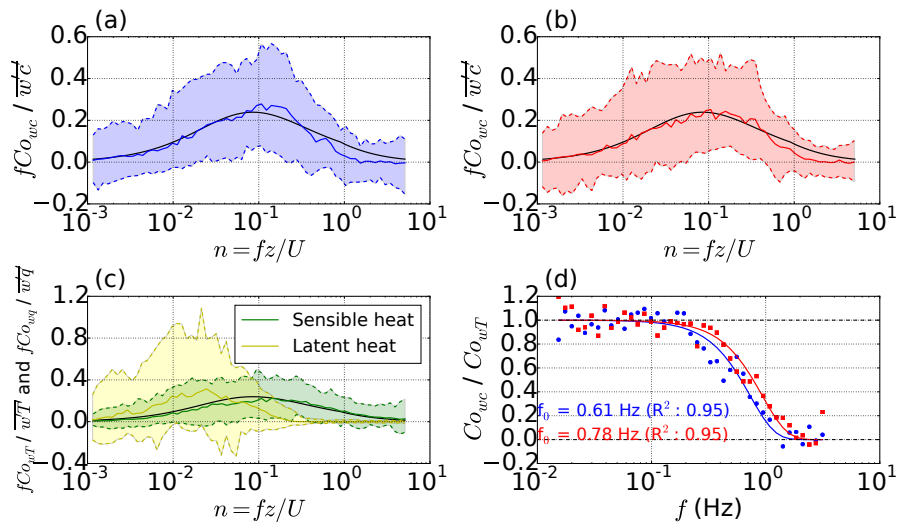 (a)
(b)
0.6
0.4
0.2
0.0
−0.2
fCo_wc / w'c'
10^-3 10^-2 10^-1 10^0 10^1
n = fz/U
0.6
0.4
0.2
0.0
−0.2
fCo_wc / w'c'
10^-3 10^-2 10^-1 10^0 10^1
n = fz/U
(c)
(d)
1.2
1.0
0.8
0.6
0.4
0.2
0.0
−0.2
−0.4
fCo_wT / w'T' and fCo_wq / w'q'
Sensible heat
Latent heat
10^-3 10^-2 10^-1 10^0 10^1
n = fz/U
1.2
1.0
0.8
0.6
0.4
0.2
0.0
−0.2
Co_wc / Co_wT
f_0 = 0.61 Hz (R^2 : 0.95)
f_0 = 0.78 Hz (R^2 : 0.95)
10^-2 10^-1 10^0 10^1
f (Hz)